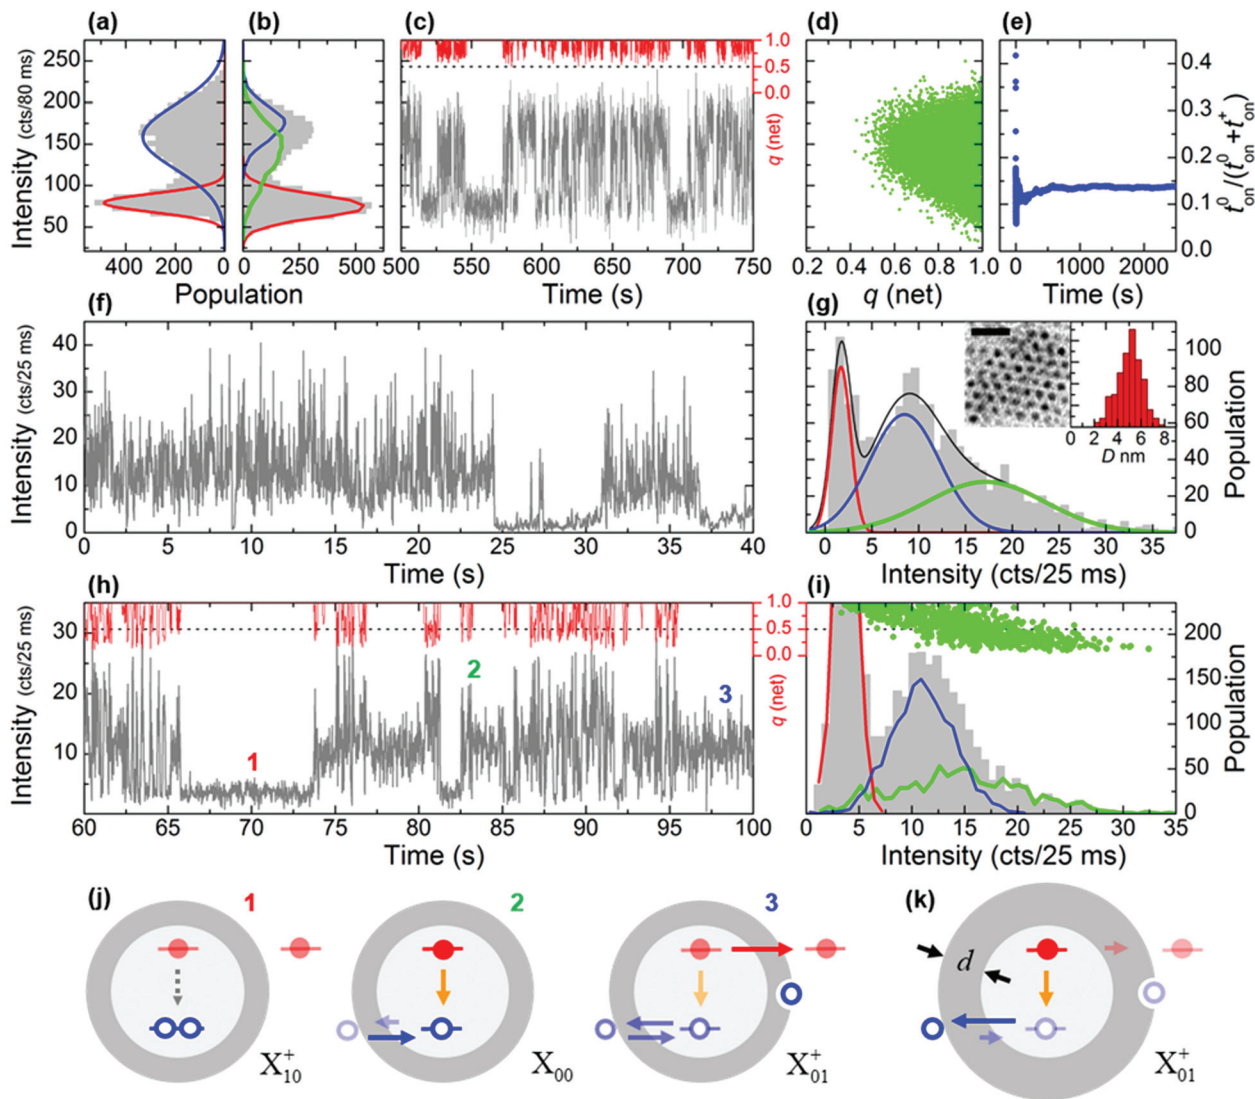 (a) (b) (c) (d) (e)
Intensity (cts/80 ms)
250
200
150
100
50
400 200 0 0 250 500
Population
1.0
0.5
0.0
q (net)
500 550 600 650 700 750
Time (s)
0.2 0.4 0.6 0.8 1.0
q (net)
0.4
0.3
0.2
0.1
0.0
t⁰on/(t⁰on+t⁺on)
0 1000 2000
Time (s)
(f)
Intensity (cts/25 ms)
40
30
20
10
0
0 5 10 15 20 25 30 35 40
Time (s)
(g)
0 2 4 6 8
D nm
100
80
60
40
20
0
Population
0 5 10 15 20 25 30 35
Intensity (cts/25 ms)
(h)
Intensity (cts/25 ms)
30
20
10
1
2
3
1.0
0.5
0.0
q (net)
60 65 70 75 80 85 90 95 100
Time (s)
(i)
200
150
100
50
0
Population
0 5 10 15 20 25 30 35
Intensity (cts/25 ms)
(j) 1 2 3 (k)
d
X⁺₁₀ X₀₀ X⁺₀₁ X⁺₀₁